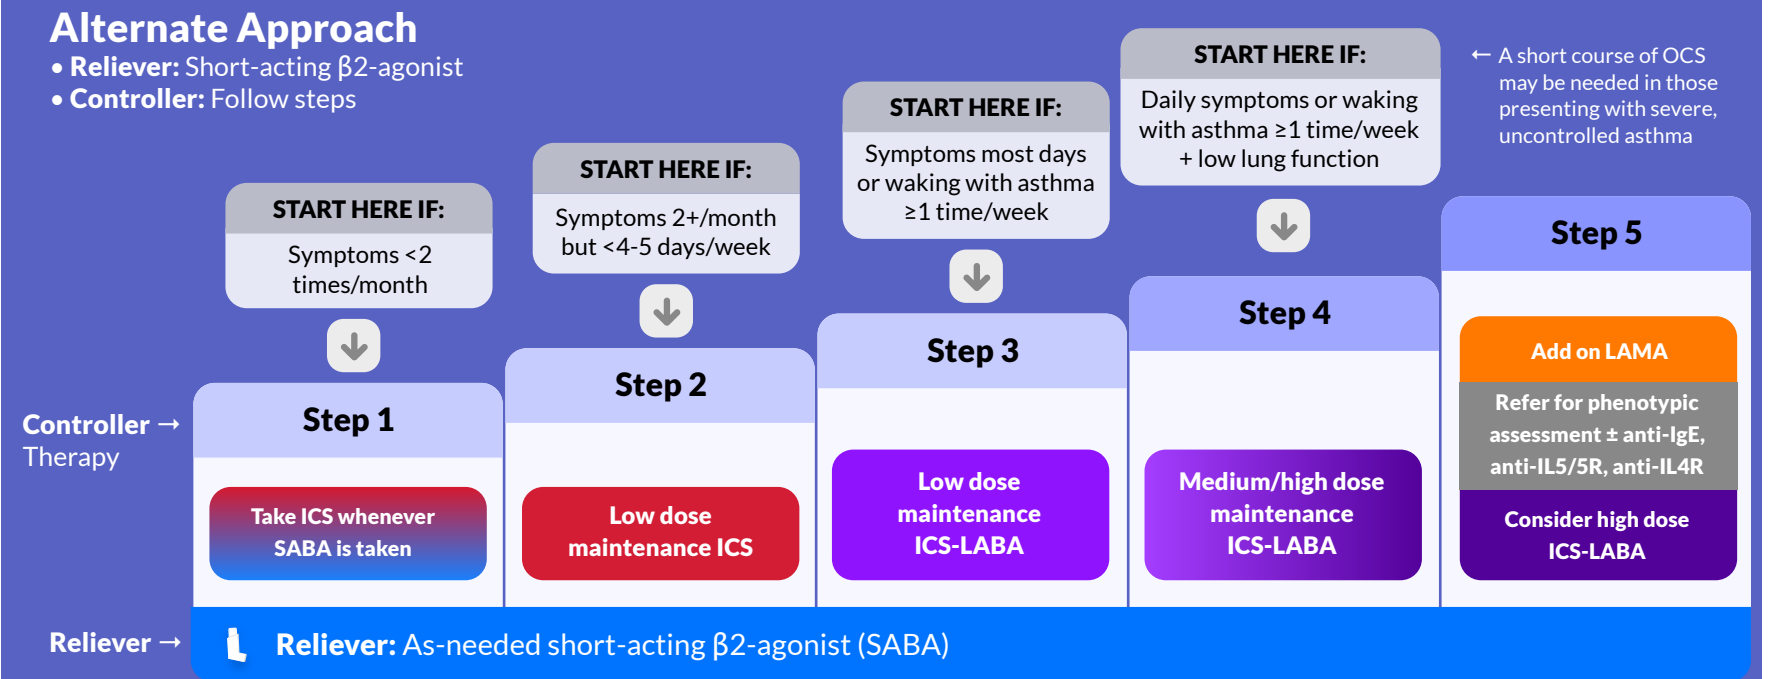 Alternate Approach
• Reliever: Short-acting β2-agonist
• Controller: Follow steps
START HERE IF:
Symptoms <2
times/month
START HERE IF:
Symptoms 2+/month
but <4-5 days/week
START HERE IF:
Symptoms most days
or waking with asthma
≥1 time/week
START HERE IF:
Daily symptoms or waking
with asthma ≥1 time/week
+ low lung function
← A short course of OCS
may be needed in those
presenting with severe,
uncontrolled asthma
Controller →
Therapy
Step 1
Take ICS whenever
SABA is taken
Step 2
Low dose
maintenance ICS
Step 3
Low dose
maintenance
ICS-LABA
Step 4
Medium/high dose
maintenance
ICS-LABA
Step 5
Add on LAMA
Refer for phenotypic
assessment ± anti-IgE,
anti-IL5/5R, anti-IL4R
Consider high dose
ICS-LABA
Reliever →
Reliever: As-needed short-acting β2-agonist (SABA)